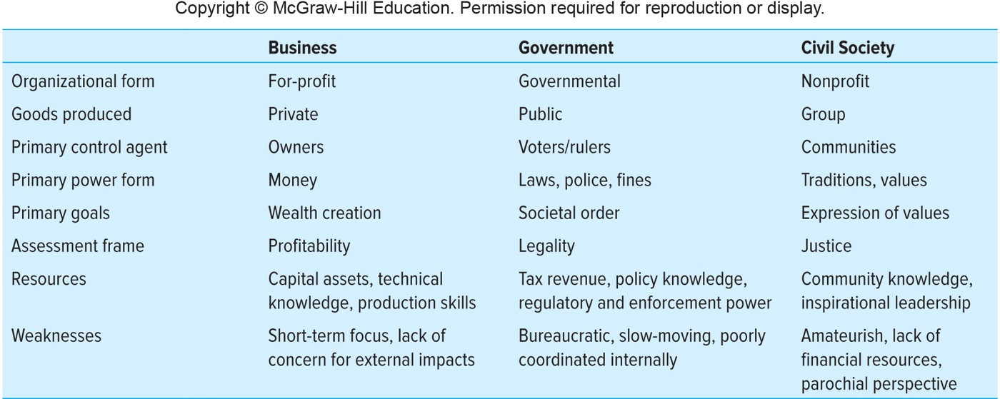 Copyright © McGraw-Hill Education. Permission required for reproduction or display.
Business Government Civil Society
Organizational form For-profit Governmental Nonprofit
Goods produced Private Public Group
Primary control agent Owners Voters/rulers Communities
Primary power form Money Laws, police, fines Traditions, values
Primary goals Wealth creation Societal order Expression of values
Assessment frame Profitability Legality Justice
Resources Capital assets, technical Tax revenue, policy knowledge, Community knowledge,
knowledge, production skills regulatory and enforcement power inspirational leadership
Weaknesses Short-term focus, lack of Bureaucratic, slow-moving, poorly Amateurish, lack of
concern for external impacts coordinated internally financial resources,
parochial perspective